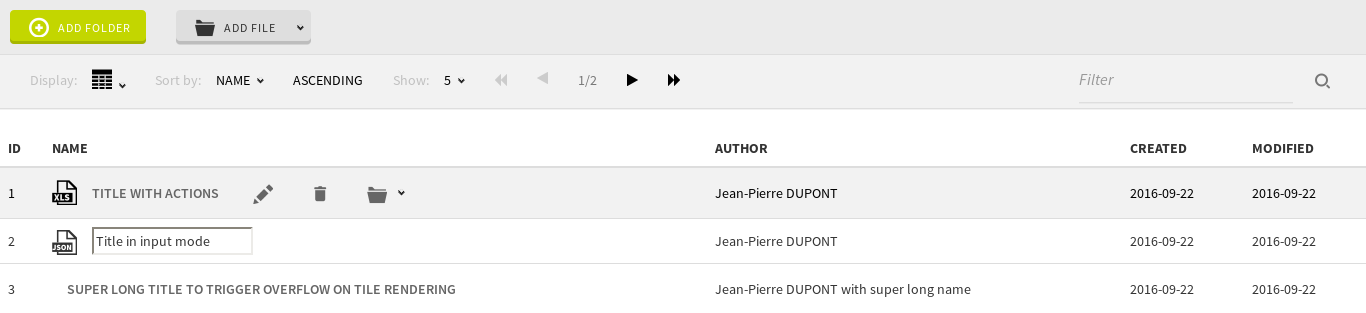 ADD FOLDER ADD FILE
Display: Sort by: NAME ASCENDING Show: 5 1/2 Filter
ID NAME AUTHOR CREATED MODIFIED
1 XLS TITLE WITH ACTIONS Jean-Pierre DUPONT 2016-09-22 2016-09-22
2 JSON Title in input mode Jean-Pierre DUPONT 2016-09-22 2016-09-22
3 SUPER LONG TITLE TO TRIGGER OVERFLOW ON TILE RENDERING Jean-Pierre DUPONT with super long name 2016-09-22 2016-09-22